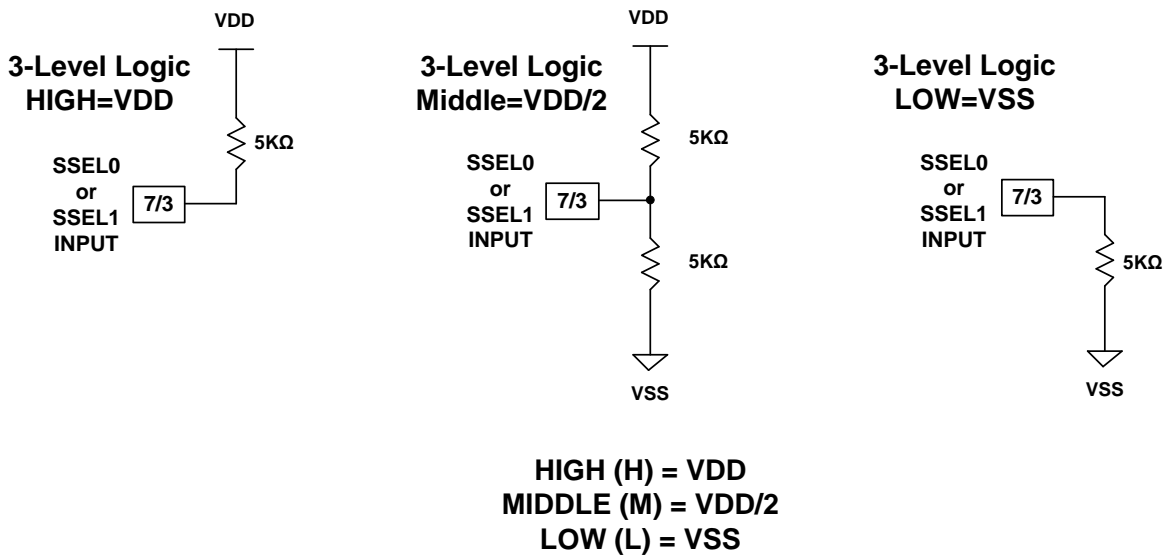 VDD
3-Level Logic
HIGH=VDD
5KΩ
SSEL0
or
SSEL1
INPUT
7/3
VDD
3-Level Logic
Middle=VDD/2
5KΩ
SSEL0
or
SSEL1
INPUT
7/3
5KΩ
VSS
3-Level Logic
LOW=VSS
SSEL0
or
SSEL1
INPUT
7/3
5KΩ
VSS
HIGH (H) = VDD
MIDDLE (M) = VDD/2
LOW (L) = VSS